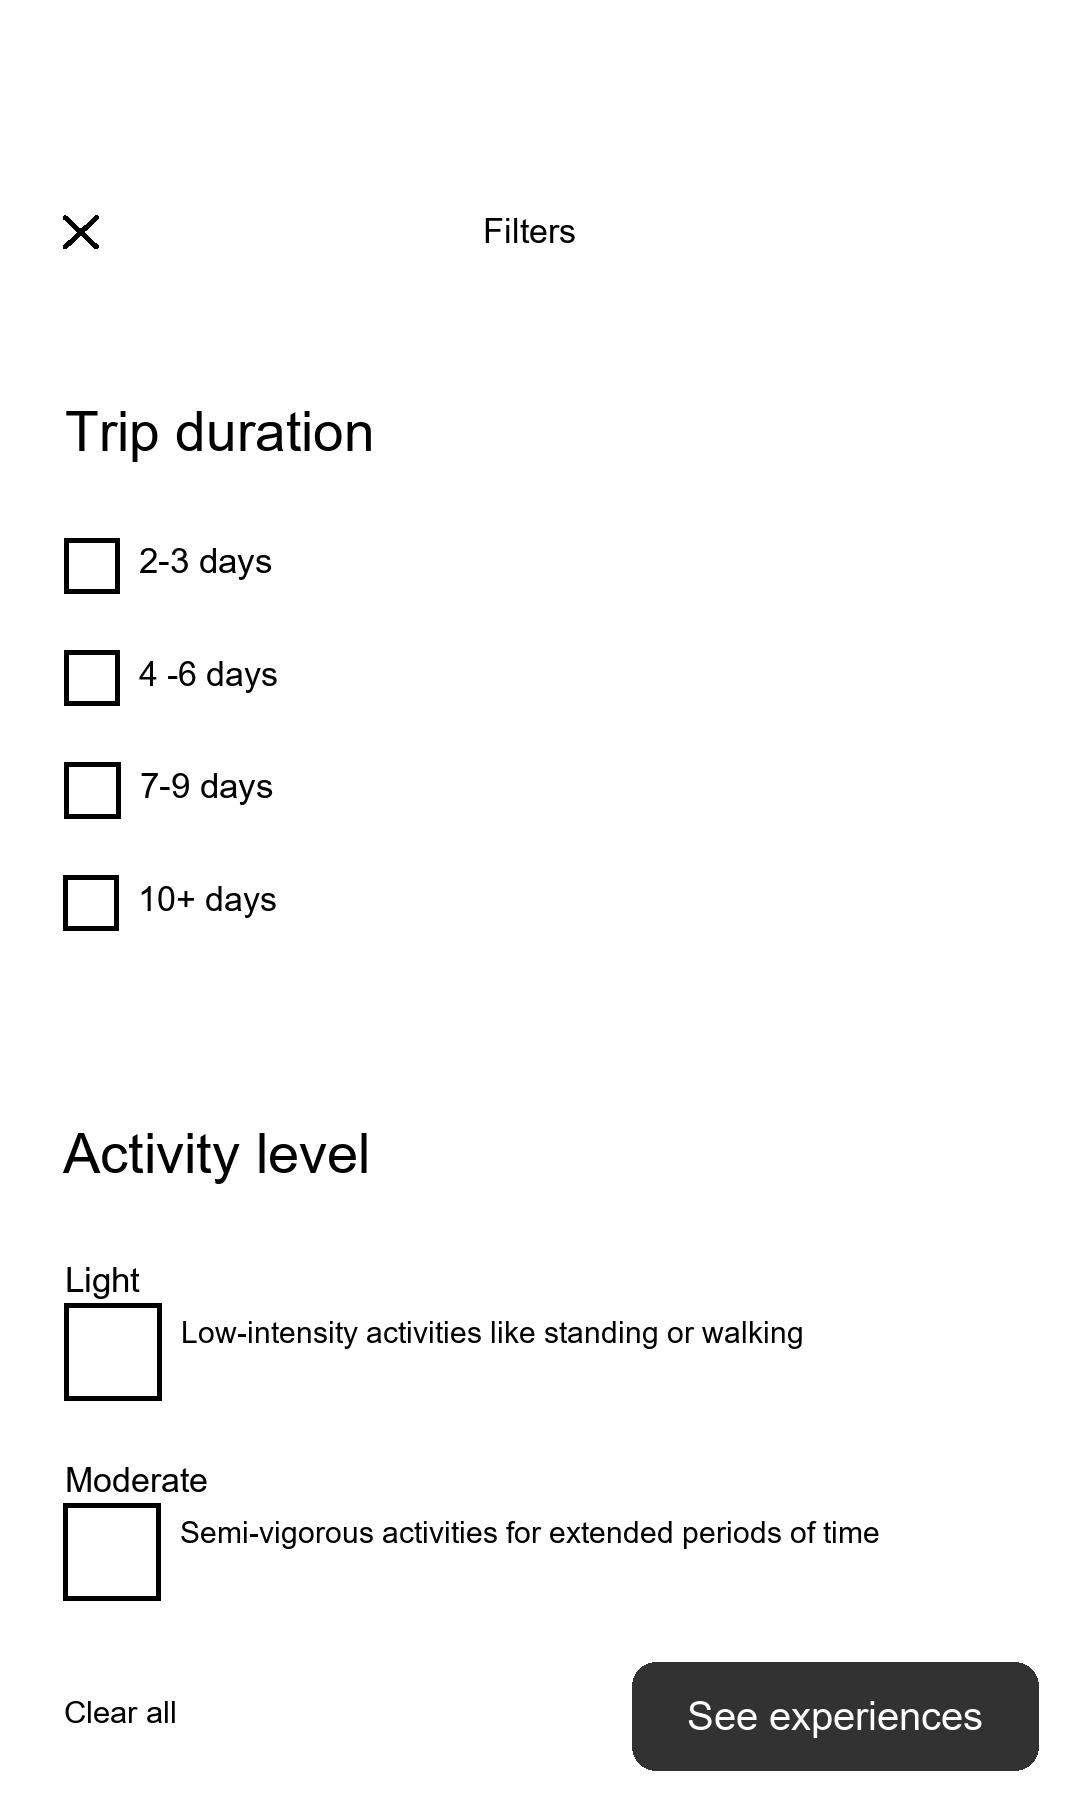 Filters
Trip duration
2-3 days
4 -6 days
7-9 days
10+ days
Activity level
Light
Low-intensity activities like standing or walking
Moderate
Semi-vigorous activities for extended periods of time
Clear all
See experiences